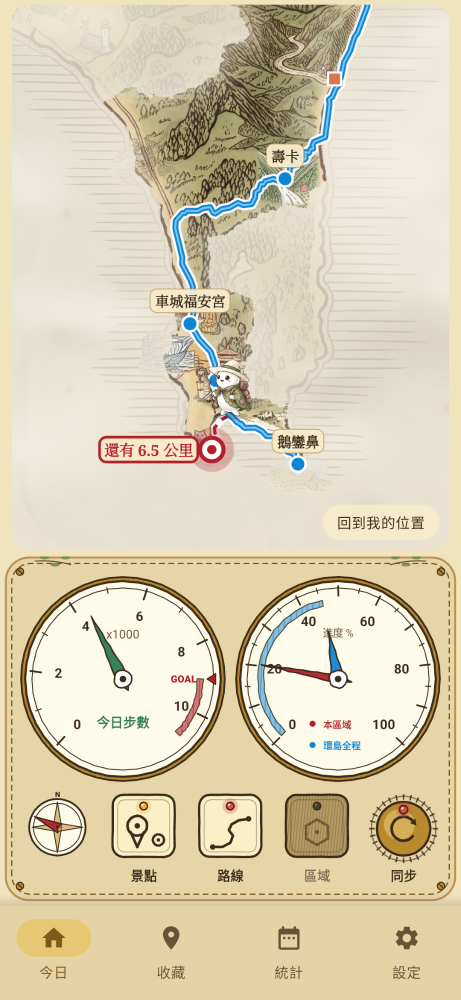 壽卡
車城福安宮
還有 6.5 公里
鵝鑾鼻
回到我的位置
0
2
4
6
8
10
x1000
GOAL
今日步數
0
20
40
60
80
100
進度 %
本區域
環島全程
N
景點
路線
區域
同步
今日
收藏
統計
設定